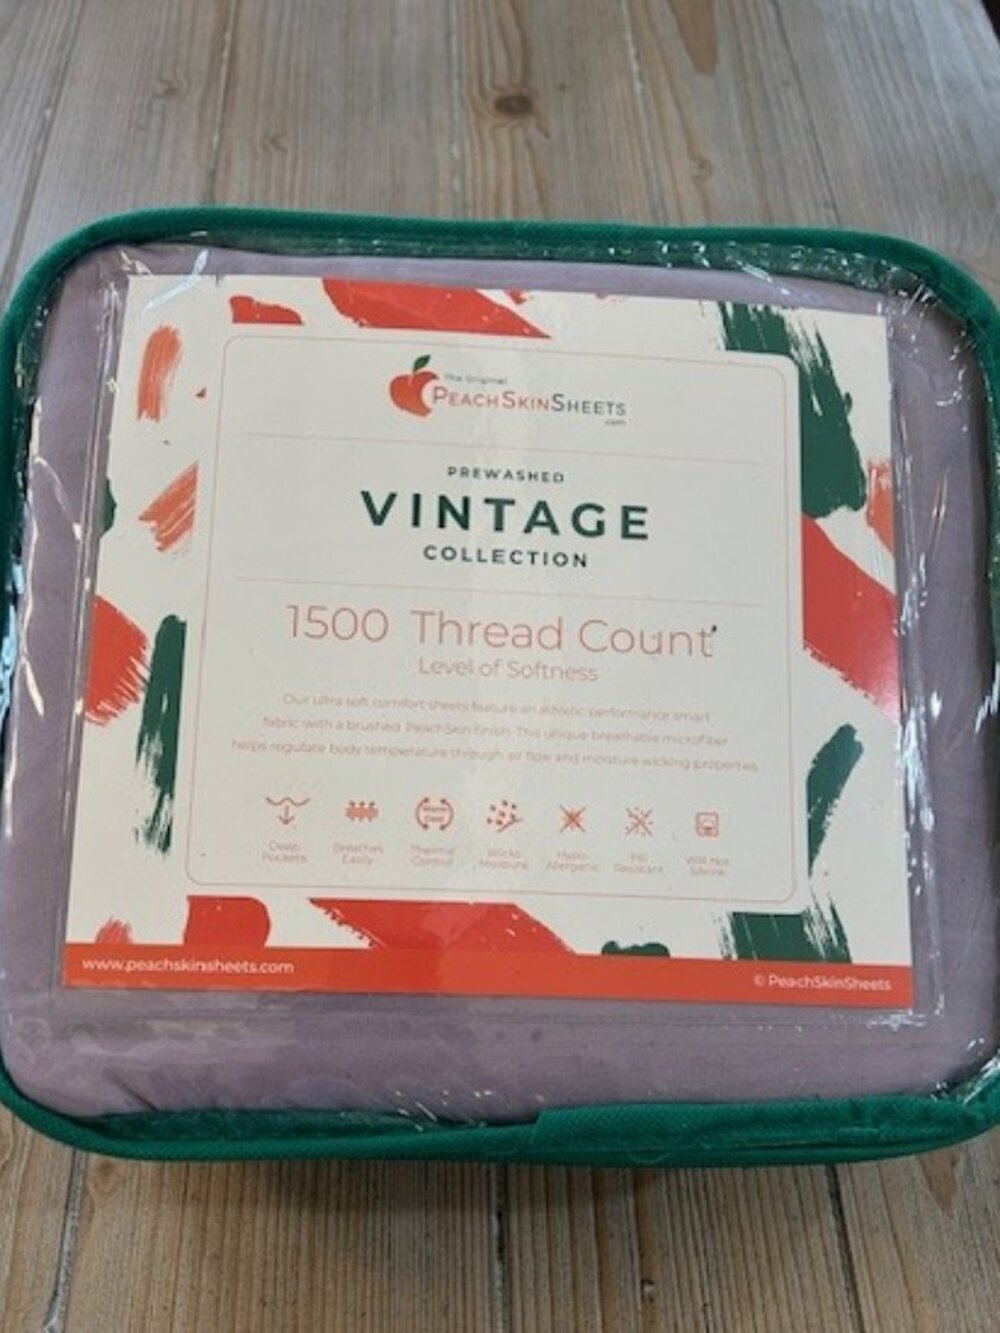 The Original
PEACHSKINSHEETS
.com
PREWASHED
VINTAGE
COLLECTION
1500 Thread Count*
Level of Softness
Our ultra soft comfort sheets feature an athletic performance smart
fabric with a brushed PeachSkin finish. This unique breathable microfiber
helps regulate body temperature through air flow and moisture wicking properties.
Deep Breathes Thermal Wicks Hypo- Pill Will Not
Pockets Easily Control Moisture Allergenic Resistant Shrink
www.peachskinsheets.com © PeachSkinSheets